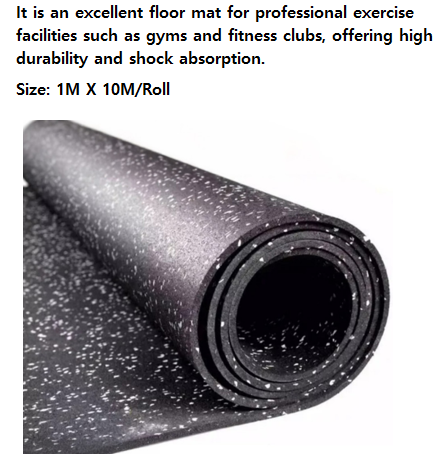 It is an excellent floor mat for professional exercise
facilities such as gyms and fitness clubs, offering high
durability and shock absorption.
Size: 1M X 10M/Roll